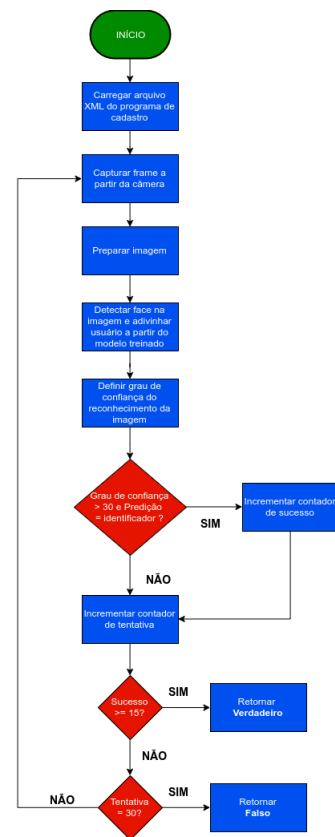 INÍCIO
Carregar arquivo
XML do programa de
cadastro
Capturar frame a
partir da câmera
Preparar imagem
Detectar face na
imagem e adivinhar
usuário a partir do
modelo treinado
Definir grau de
confiança do
reconhecimento da
imagem
Grau de confiança
> 30 e Predição
= identificador ?
SIM
Incrementar contador
de sucesso
NÃO
Incrementar contador
de tentativa
Sucesso
>= 15?
SIM
Retornar
Verdadeiro
NÃO
Tentativa
= 30?
NÃO
SIM
Retornar
Falso